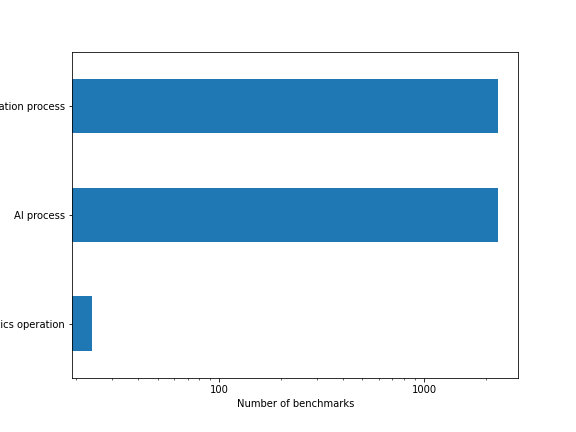 ation process
AI process
ics operation
100
1000
Number of benchmarks